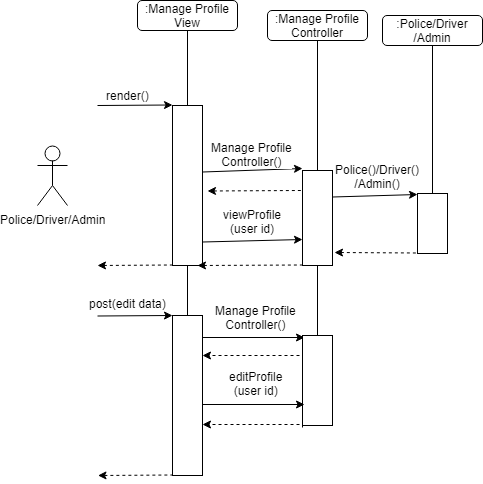 :Manage Profile
View
:Manage Profile
Controller
:Police/Driver
/Admin
render()
Manage Profile
Controller()
Police()/Driver()
/Admin()
Police/Driver/Admin
viewProfile
(user id)
post(edit data)
Manage Profile
Controller()
editProfile
(user id)